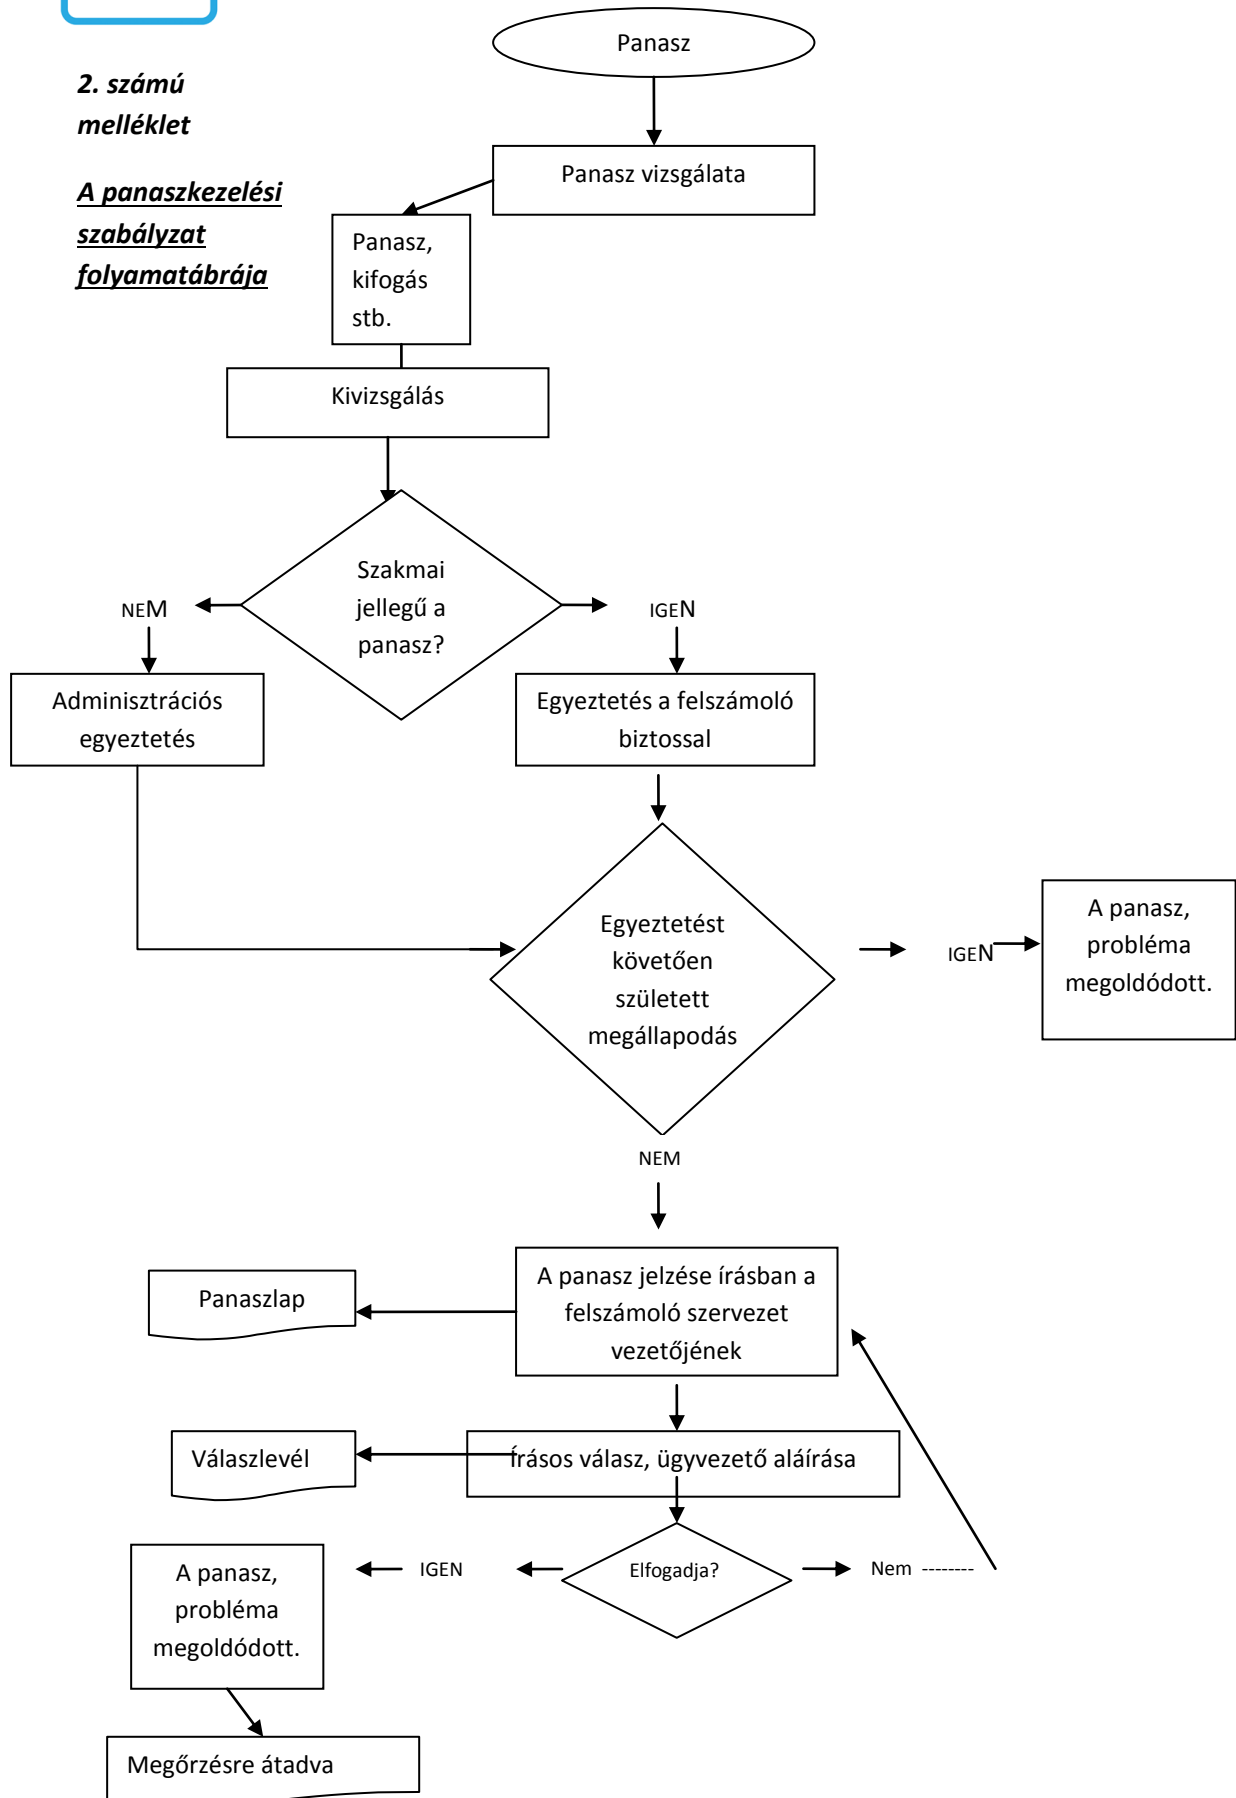 Panasz
2. számú
melléklet
Panasz vizsgálata
A panaszkezelési
szabályzat
folyamatábrája
Panasz,
kifogás
stb.
Kivizsgálás
Szakmai
jellegű a
panasz?
NEM
IGEN
Adminisztrációs
egyeztetés
Egyeztetés a felszámoló
biztossal
Egyeztetést
követően
született
megállapodás
IGEN
A panasz,
probléma
megoldódott.
NEM
A panasz jelzése írásban a
felszámoló szervezet
vezetőjének
Panaszlap
Írásos válasz, ügyvezető aláírása
Válaszlevél
Elfogadja?
IGEN
Nem --------
A panasz,
probléma
megoldódott.
Megőrzésre átadva